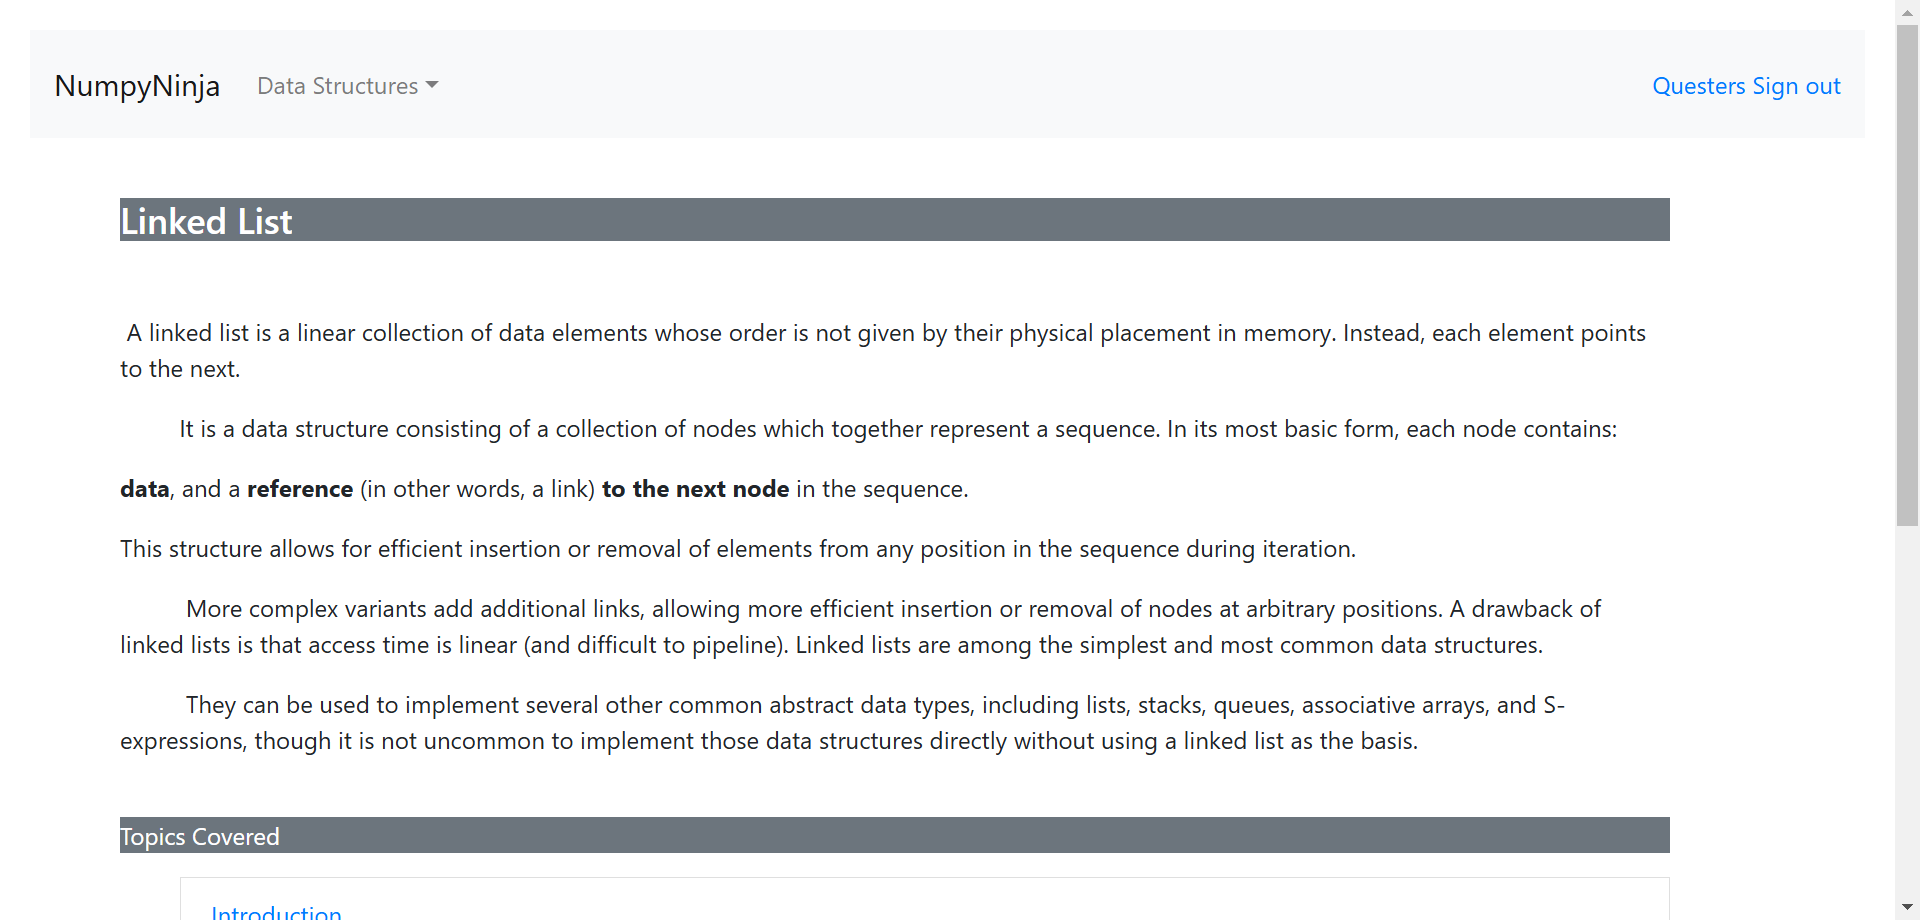 NumpyNinja Data Structures Questers Sign out
Linked List
A linked list is a linear collection of data elements whose order is not given by their physical placement in memory. Instead, each element points
to the next.
It is a data structure consisting of a collection of nodes which together represent a sequence. In its most basic form, each node contains:
data, and a reference (in other words, a link) to the next node in the sequence.
This structure allows for efficient insertion or removal of elements from any position in the sequence during iteration.
More complex variants add additional links, allowing more efficient insertion or removal of nodes at arbitrary positions. A drawback of
linked lists is that access time is linear (and difficult to pipeline). Linked lists are among the simplest and most common data structures.
They can be used to implement several other common abstract data types, including lists, stacks, queues, associative arrays, and S-
expressions, though it is not uncommon to implement those data structures directly without using a linked list as the basis.
Topics Covered
Introduction